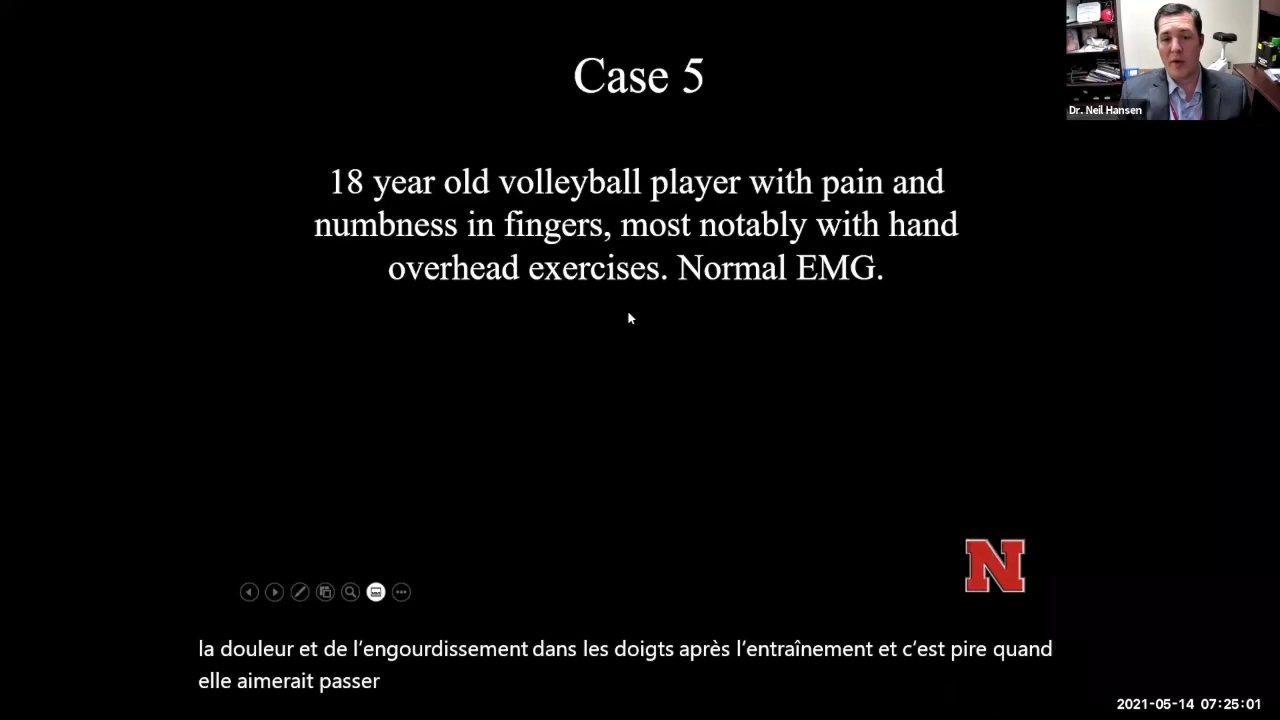 Case 5
Dr. Neil Hansen
18 year old volleyball player with pain and
numbness in fingers, most notably with hand
overhead exercises. Normal EMG.
N
la douleur et de l’engourdissement dans les doigts après l’entraînement et c’est pire quand
elle aimerait passer
2021-05-14 07:25:01